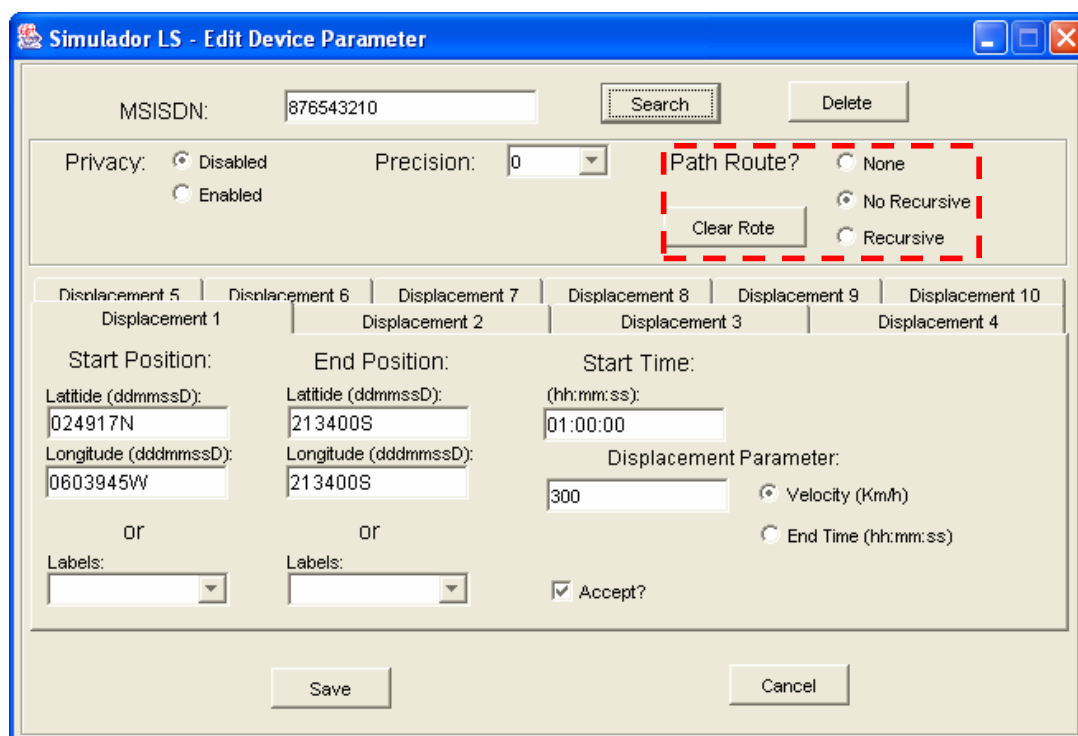 Simulador LS - Edit Device Parameter
MSISDN: 876543210 Search Delete
Privacy: Disabled Precision: 0 Path Route? None
Enabled No Recursive
Clear Rote Recursive
Displacement 5 Displacement 6 Displacement 7 Displacement 8 Displacement 9 Displacement 10
Displacement 1 Displacement 2 Displacement 3 Displacement 4
Start Position: End Position: Start Time:
Latitide (ddmmssD): Latitide (ddmmssD): (hh:mm:ss):
024917N 213400S 01:00:00
Longitude (dddmmssD): Longitude (dddmmssD): Displacement Parameter:
0603945W 213400S 300 Velocity (Km/h)
or or End Time (hh:mm:ss)
Labels: Labels:
Accept?
Save Cancel